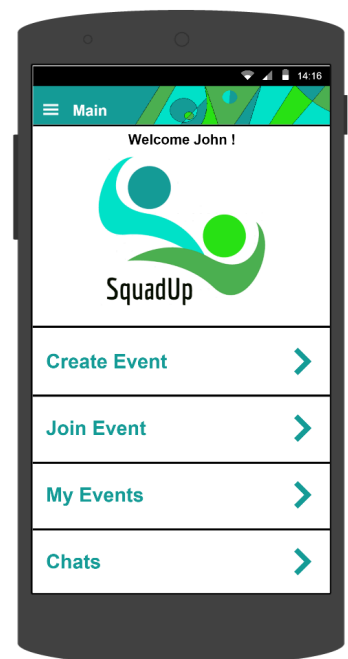 14:16
Main
Welcome John !
SquadUp
Create Event
Join Event
My Events
Chats